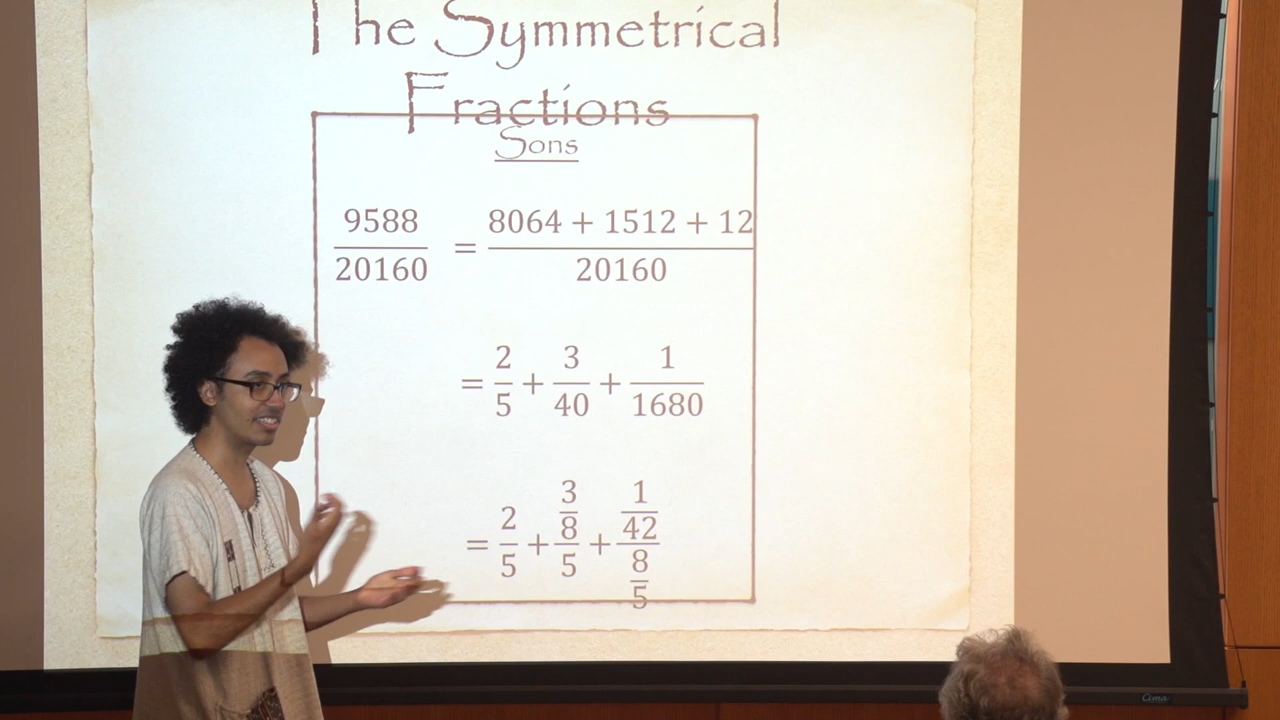 The Symmetrical
Fractions
Sons
9588/20160 = (8064 + 1512 + 12)/20160
= 2/5 + 3/40 + 1/1680
= 2/5 + (3/8)/5 + (1/42)/(8/5)
Cima